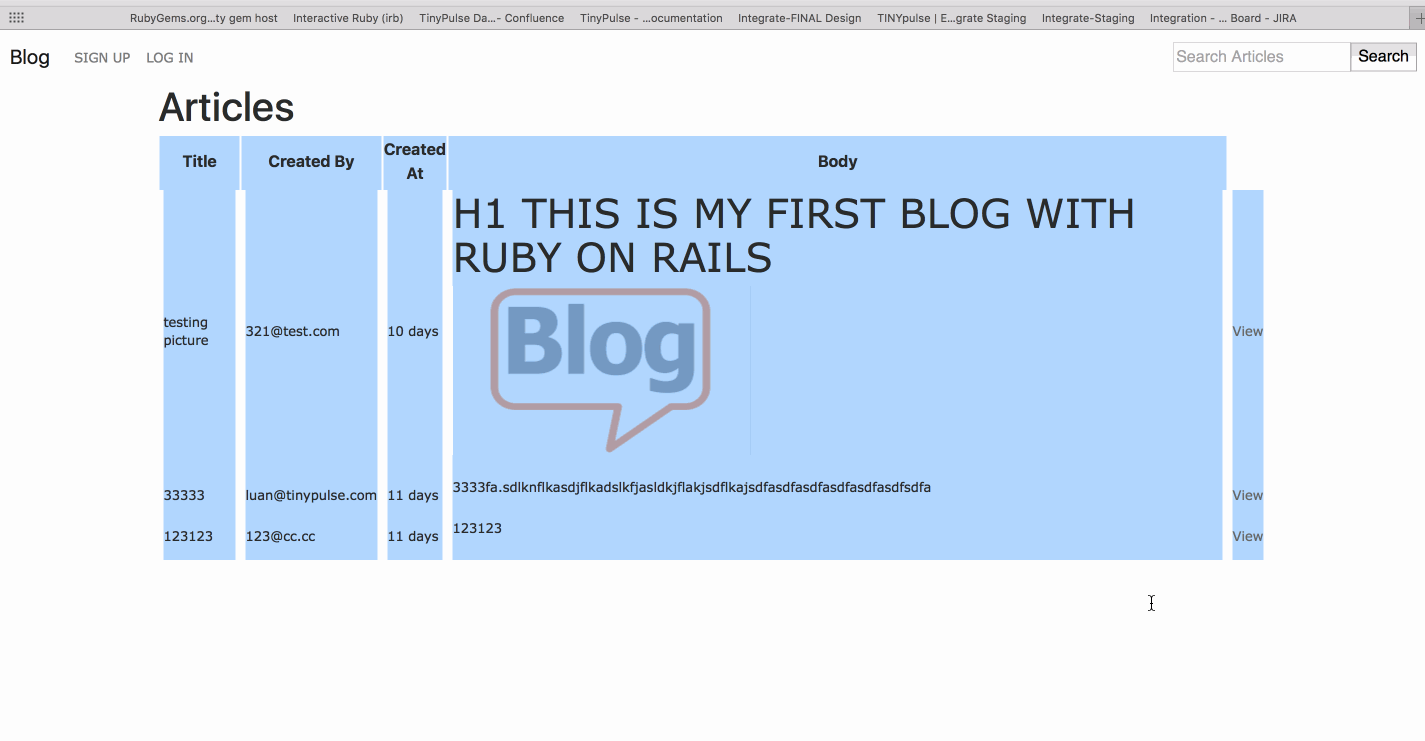 RubyGems.org...ty gem host Interactive Ruby (irb) TinyPulse Da...- Confluence TinyPulse - ...ocumentation Integrate-FINAL Design TINYpulse | E...grate Staging Integrate-Staging Integration - ... Board - JIRA
Blog SIGN UP LOG IN Search Articles Search
Articles
Title Created By Created At Body
H1 THIS IS MY FIRST BLOG WITH
RUBY ON RAILS
Blog
testing
picture 321@test.com 10 days View
33333 luan@tinypulse.com 11 days 3333fa.sdlknflkasdjflkadslkfjasldkjflakjsdflkajsdfasdfasdfasdfasdfasdfsdfa View
123123 123@cc.cc 11 days 123123 View